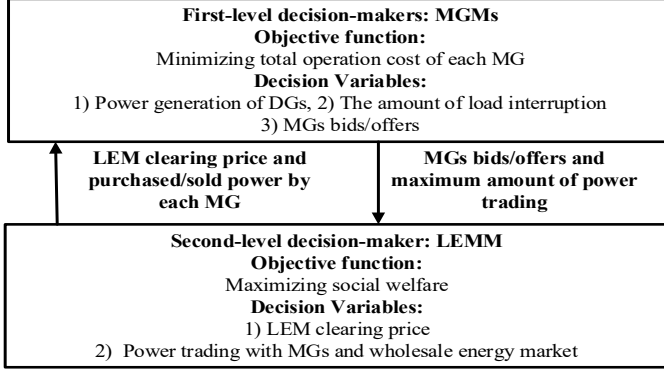 First-level decision-makers: MGMs
Objective function:
Minimizing total operation cost of each MG
Decision Variables:
1) Power generation of DGs, 2) The amount of load interruption
3) MGs bids/offers
LEM clearing price and
purchased/sold power by
each MG
MGs bids/offers and
maximum amount of power
trading
Second-level decision-maker: LEMM
Objective function:
Maximizing social welfare
Decision Variables:
1) LEM clearing price
2) Power trading with MGs and wholesale energy market